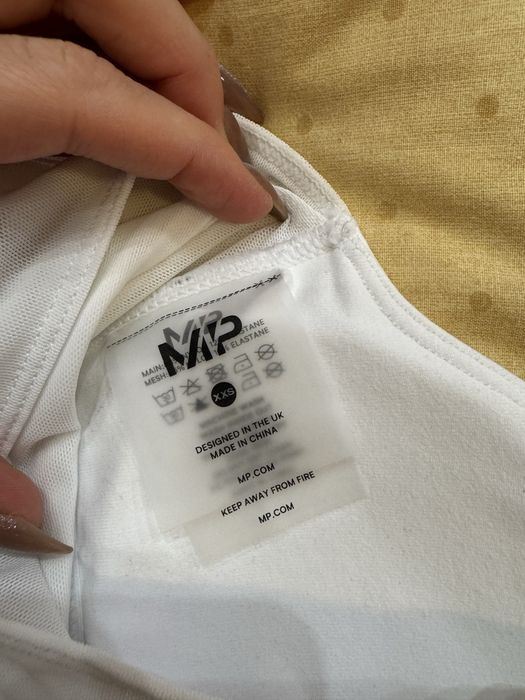 MP
MAIN:
STANE
MESH:
ELASTANE
XXS
DESIGNED IN THE UK
MADE IN CHINA
MP.COM
KEEP AWAY FROM FIRE
MP.COM